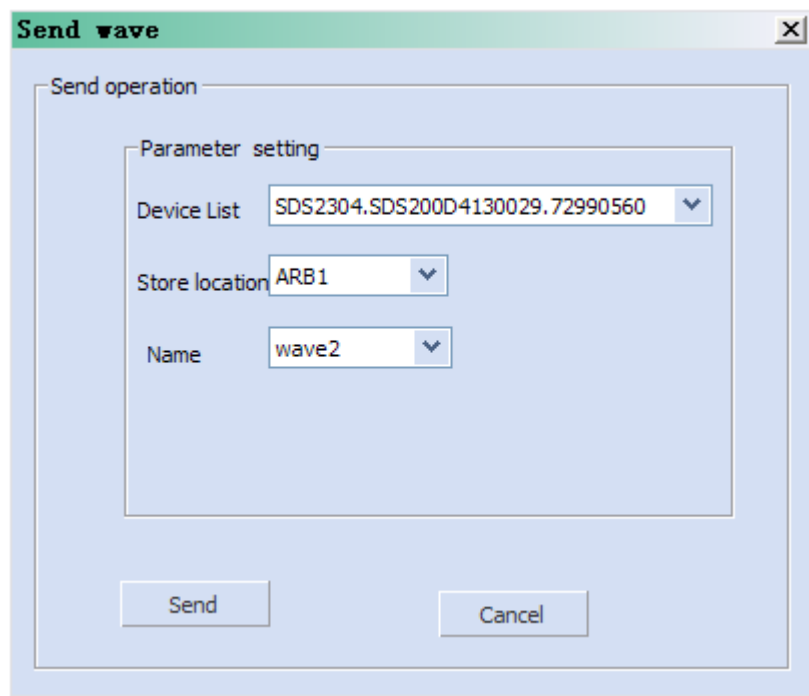 Send wave
Send operation
Parameter setting
Device List SDS2304.SDS200D4130029.72990560
Store location ARB1
Name wave2
Send Cancel